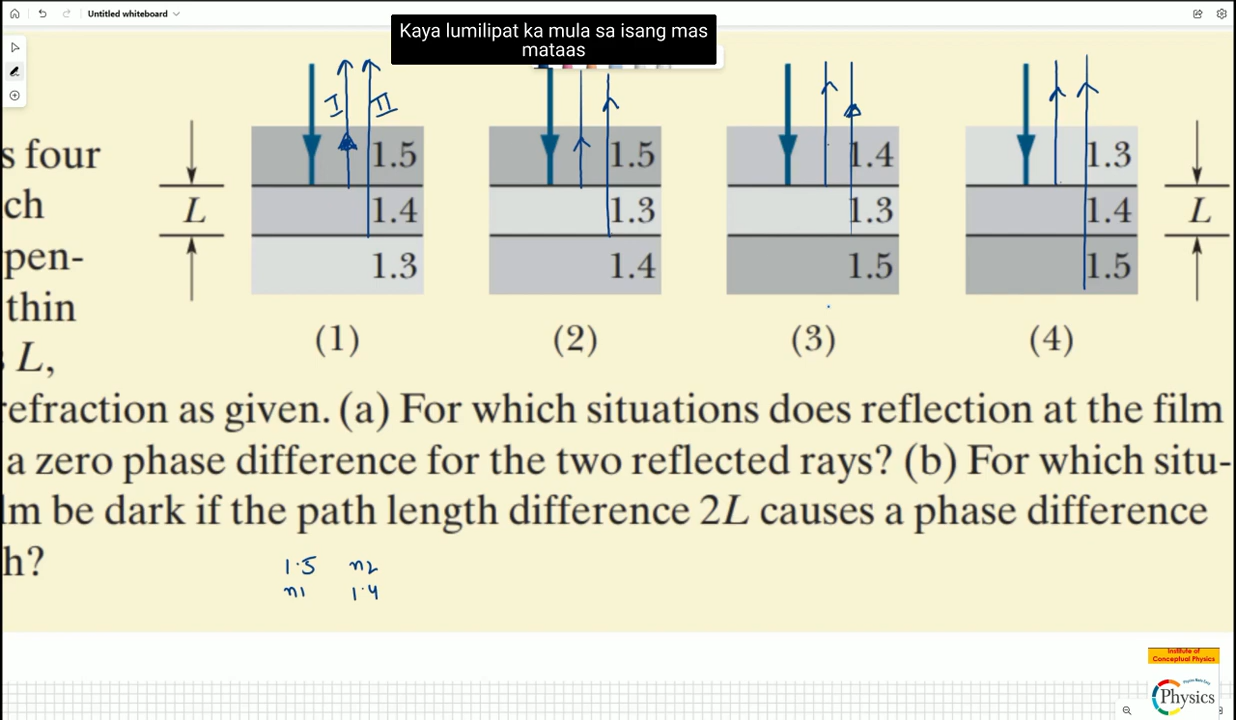 Untitled whiteboard
Kaya lumilipat ka mula sa isang mas
mataas
I II
s four
ch
pen-
thin
L,
L
1.5
1.4
1.3
(1)
1.5
1.3
1.4
(2)
1.4
1.3
1.5
(3)
1.3
1.4
1.5
(4)
L
refraction as given. (a) For which situations does reflection at the film
a zero phase difference for the two reflected rays? (b) For which situ-
lm be dark if the path length difference 2L causes a phase difference
h?
1.5 n2
n1 1.4
Institute of
Conceptual Physics
Physics